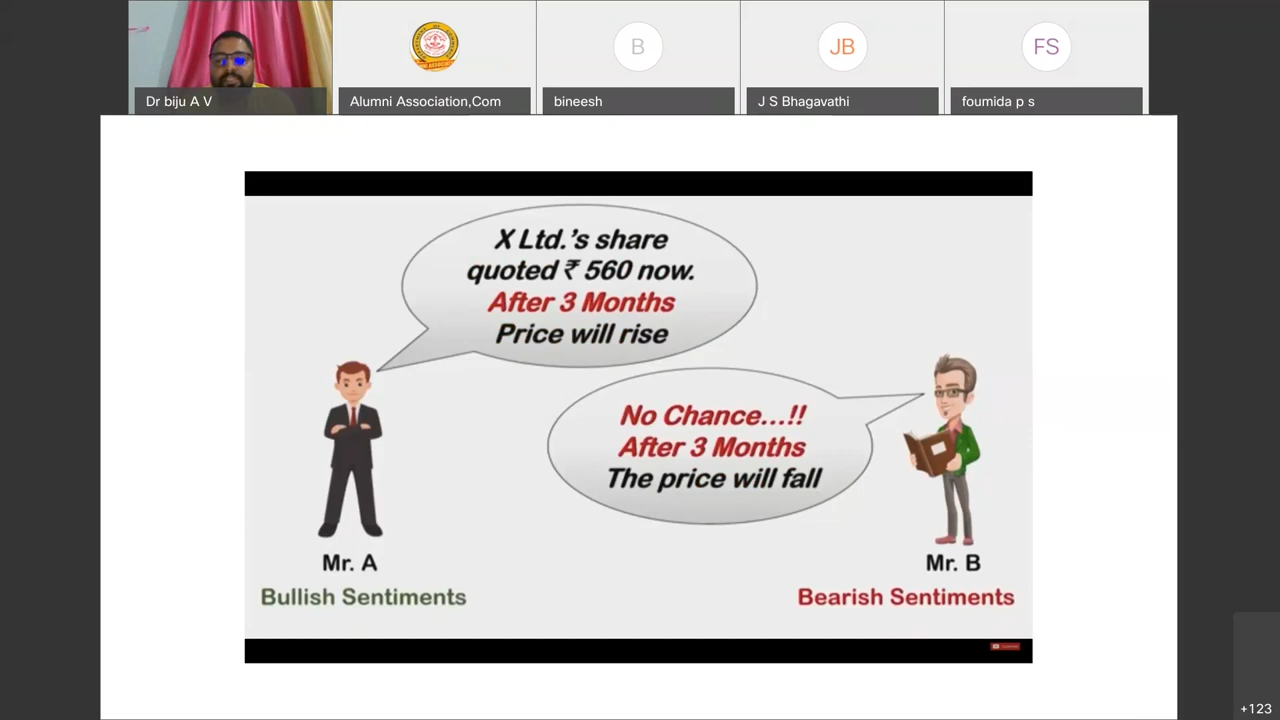 Dr biju A V
Alumni Association,Com
B
bineesh
JB
J S Bhagavathi
FS
foumida p s
X Ltd.'s share
quoted ₹ 560 now.
After 3 Months
Price will rise
No Chance...!!
After 3 Months
The price will fall
Mr. A
Bullish Sentiments
Mr. B
Bearish Sentiments
+123